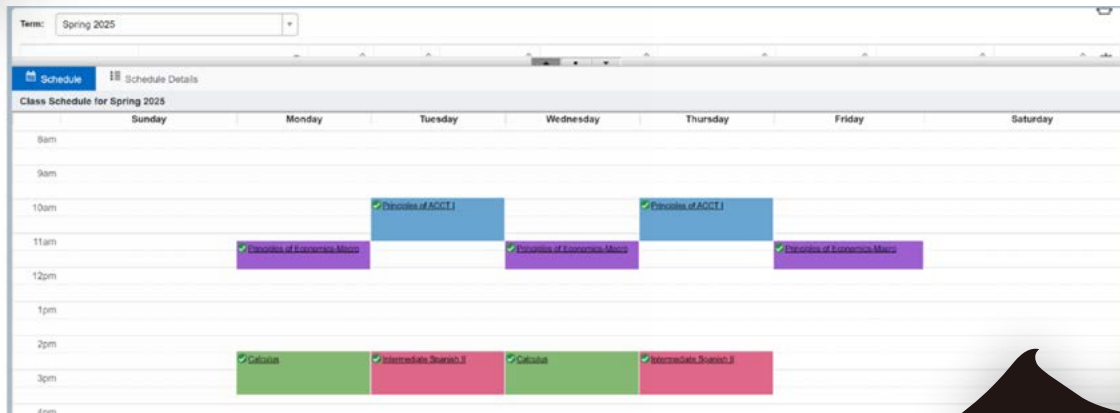 Term: Spring 2025
Schedule Schedule Details
Class Schedule for Spring 2025
Sunday Monday Tuesday Wednesday Thursday Friday Saturday
8am
9am
10am Principles of ACCT I Principles of ACCT I
11am Principles of Economics-Macro Principles of Economics-Macro Principles of Economics-Macro
12pm
1pm
2pm Calculus Intermediate Spanish II Calculus Intermediate Spanish II
3pm
4pm